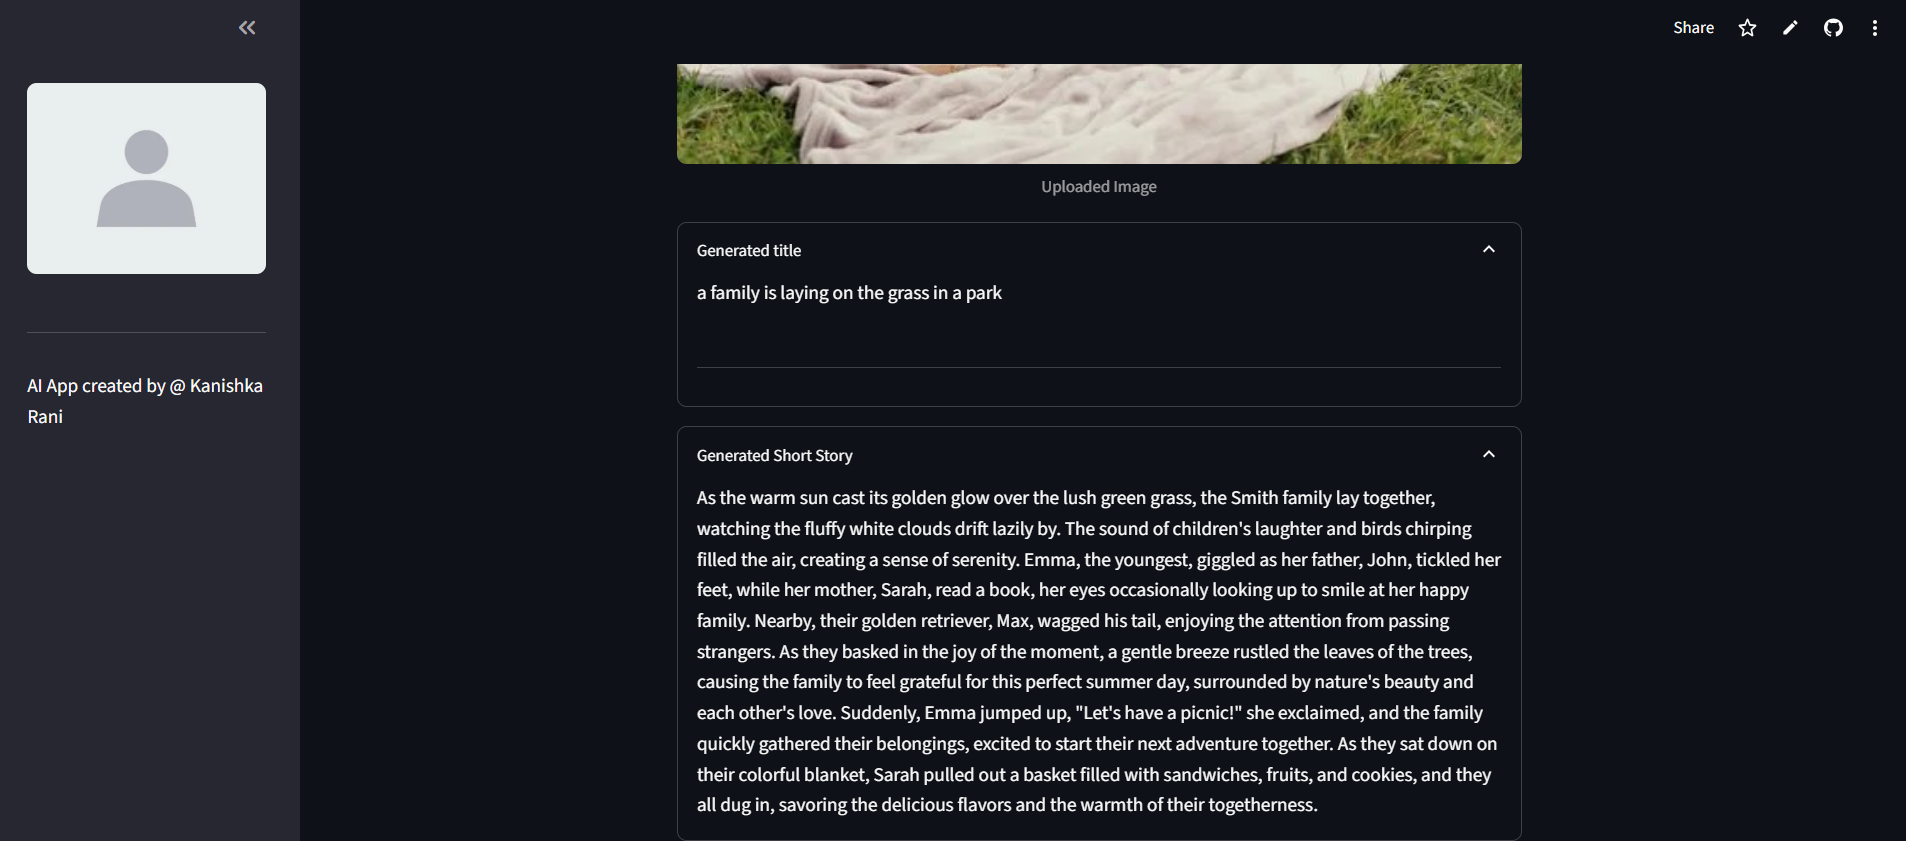 Share
AI App created by @ Kanishka
Rani
Uploaded Image
Generated title
a family is laying on the grass in a park
Generated Short Story
As the warm sun cast its golden glow over the lush green grass, the Smith family lay together,
watching the fluffy white clouds drift lazily by. The sound of children's laughter and birds chirping
filled the air, creating a sense of serenity. Emma, the youngest, giggled as her father, John, tickled her
feet, while her mother, Sarah, read a book, her eyes occasionally looking up to smile at her happy
family. Nearby, their golden retriever, Max, wagged his tail, enjoying the attention from passing
strangers. As they basked in the joy of the moment, a gentle breeze rustled the leaves of the trees,
causing the family to feel grateful for this perfect summer day, surrounded by nature's beauty and
each other's love. Suddenly, Emma jumped up, "Let's have a picnic!" she exclaimed, and the family
quickly gathered their belongings, excited to start their next adventure together. As they sat down on
their colorful blanket, Sarah pulled out a basket filled with sandwiches, fruits, and cookies, and they
all dug in, savoring the delicious flavors and the warmth of their togetherness.